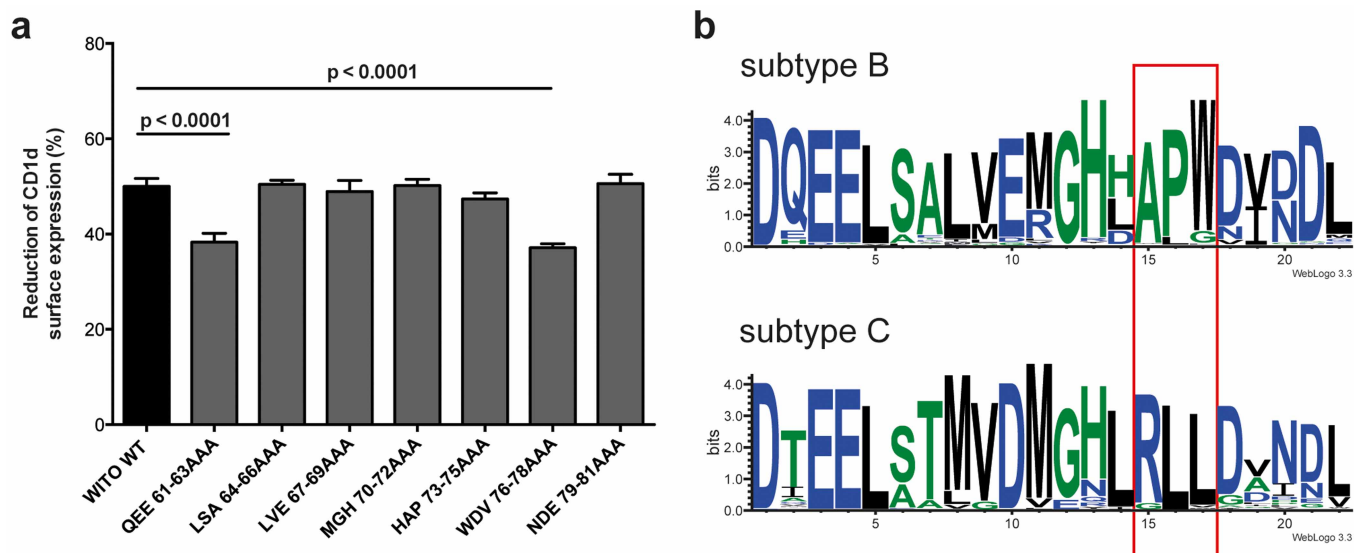 a
80
60
40
20
0
Reduction of CD1d
surface expression (%)
p < 0.0001
p < 0.0001
WITO WT
QEE 61-63AAA
LSA 64-66AAA
LVE 67-69AAA
MGH 70-72AAA
HAP 73-75AAA
WDV 76-78AAA
NDE 79-81AAA
b
subtype B
bits
4.0
3.0
2.0
1.0
0.0
DQEELSALVEMGHHAPWDVDDL
5
10
15
20
WebLogo 3.3
subtype C
bits
4.0
3.0
2.0
1.0
0.0
DTEELSTMVDMGHLRLLDVNDL
5
10
15
20
WebLogo 3.3